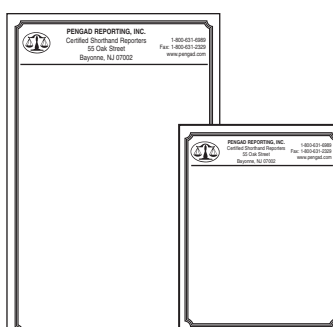 PENGAD REPORTING, INC.
Certified Shorthand Reporters
55 Oak Street
Bayonne, NJ 07002
1-800-631-6989
Fax: 1-800-631-2329
www.pengad.com
PENGAD REPORTING, INC.
Certified Shorthand Reporters
55 Oak Street
Bayonne, NJ 07002
1-800-631-6989
Fax: 1-800-631-2329
www.pengad.com